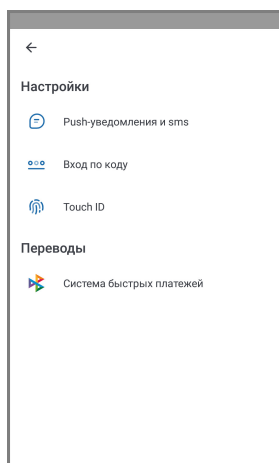 Настройки
Push-уведомления и sms
Вход по коду
Touch ID
Переводы
Система быстрых платежей